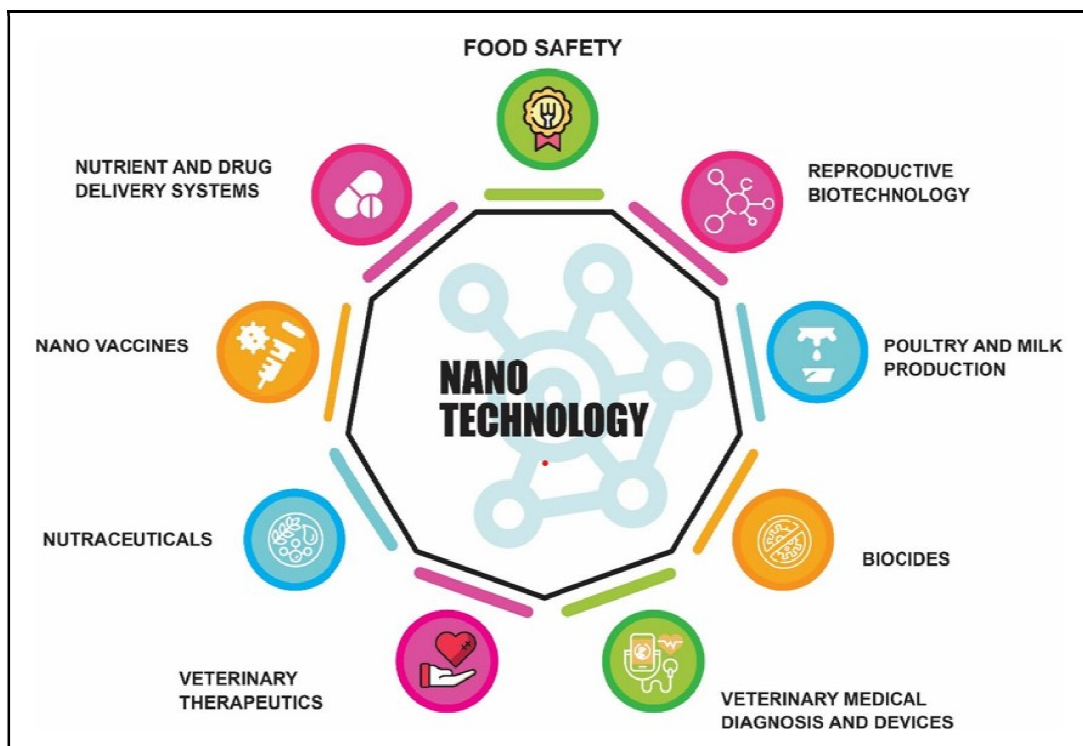 FOOD SAFETY
NUTRIENT AND DRUG
DELIVERY SYSTEMS
REPRODUCTIVE
BIOTECHNOLOGY
NANO VACCINES
POULTRY AND MILK
PRODUCTION
NANO
TECHNOLOGY
NUTRACEUTICALS
BIOCIDES
VETERINARY
THERAPEUTICS
VETERINARY MEDICAL
DIAGNOSIS AND DEVICES